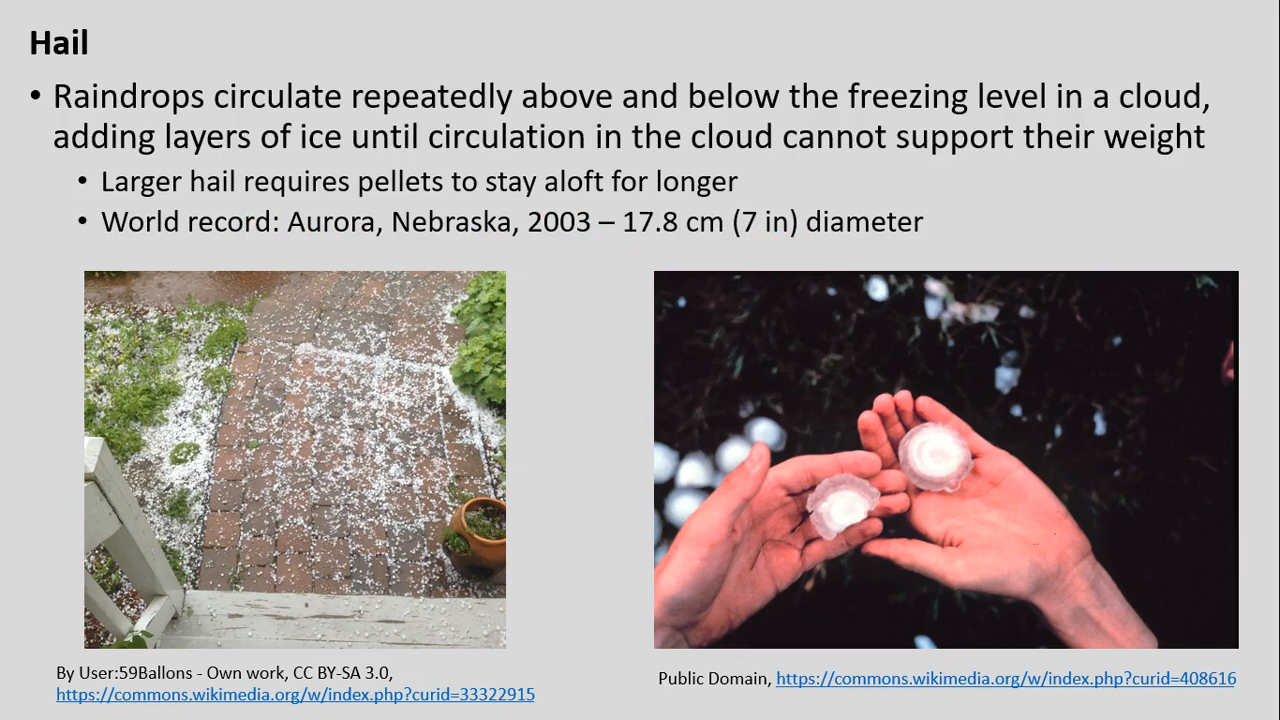 Hail
• Raindrops circulate repeatedly above and below the freezing level in a cloud,
adding layers of ice until circulation in the cloud cannot support their weight
• Larger hail requires pellets to stay aloft for longer
• World record: Aurora, Nebraska, 2003 – 17.8 cm (7 in) diameter
By User:59Ballons - Own work, CC BY-SA 3.0,
https://commons.wikimedia.org/w/index.php?curid=33322915
Public Domain, https://commons.wikimedia.org/w/index.php?curid=408616